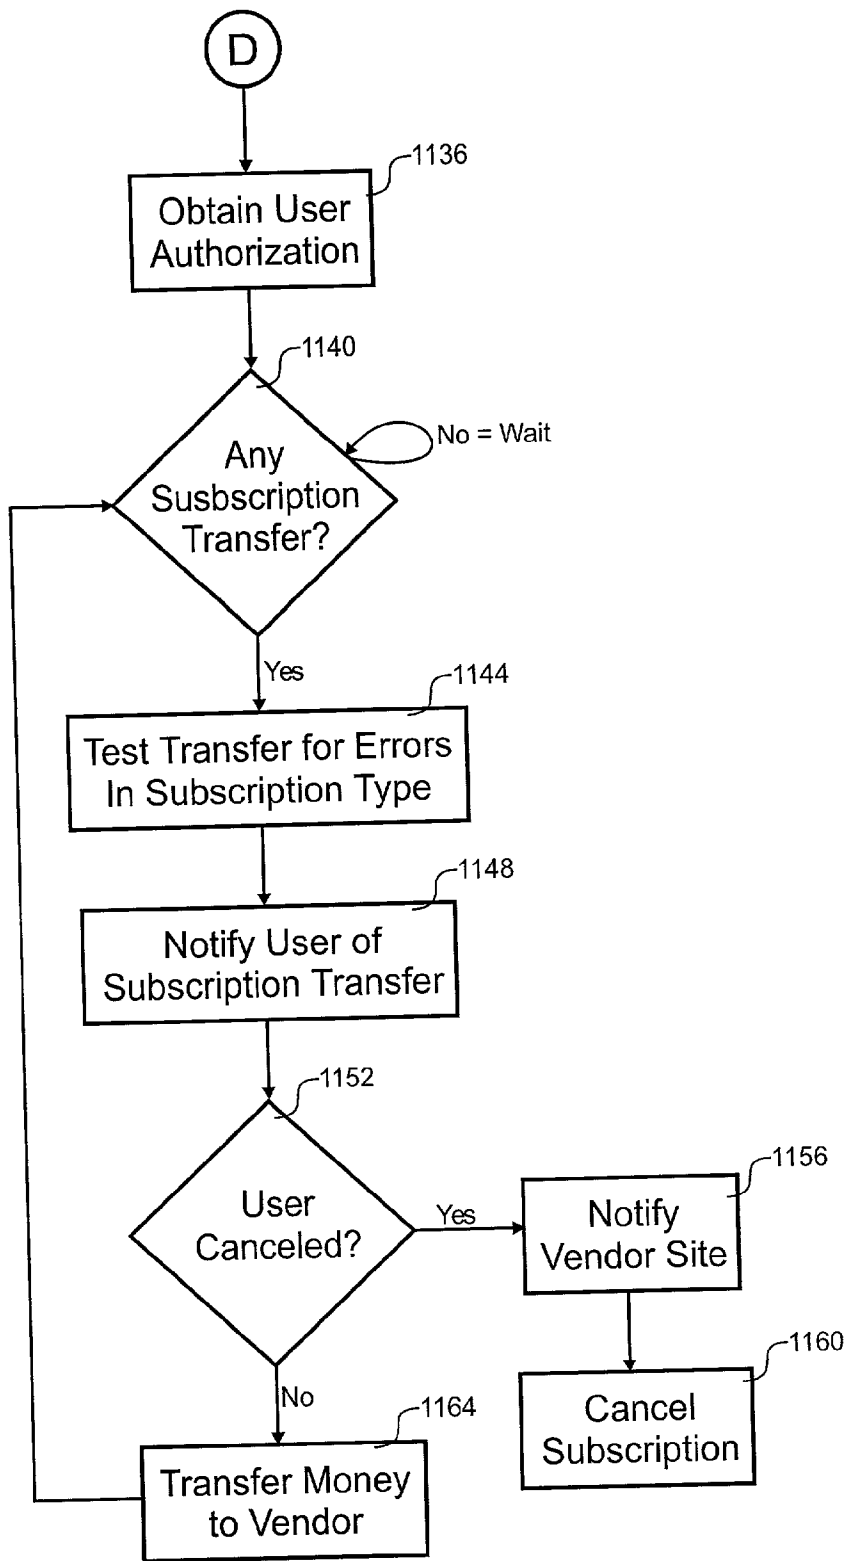 D
1136
Obtain User
Authorization
1140
Any
Susbscription
Transfer?
No = Wait
Yes
1144
Test Transfer for Errors
In Subscription Type
1148
Notify User of
Subscription Transfer
1152
User
Canceled?
Yes
1156
Notify
Vendor Site
1160
Cancel
Subscription
No
1164
Transfer Money
to Vendor